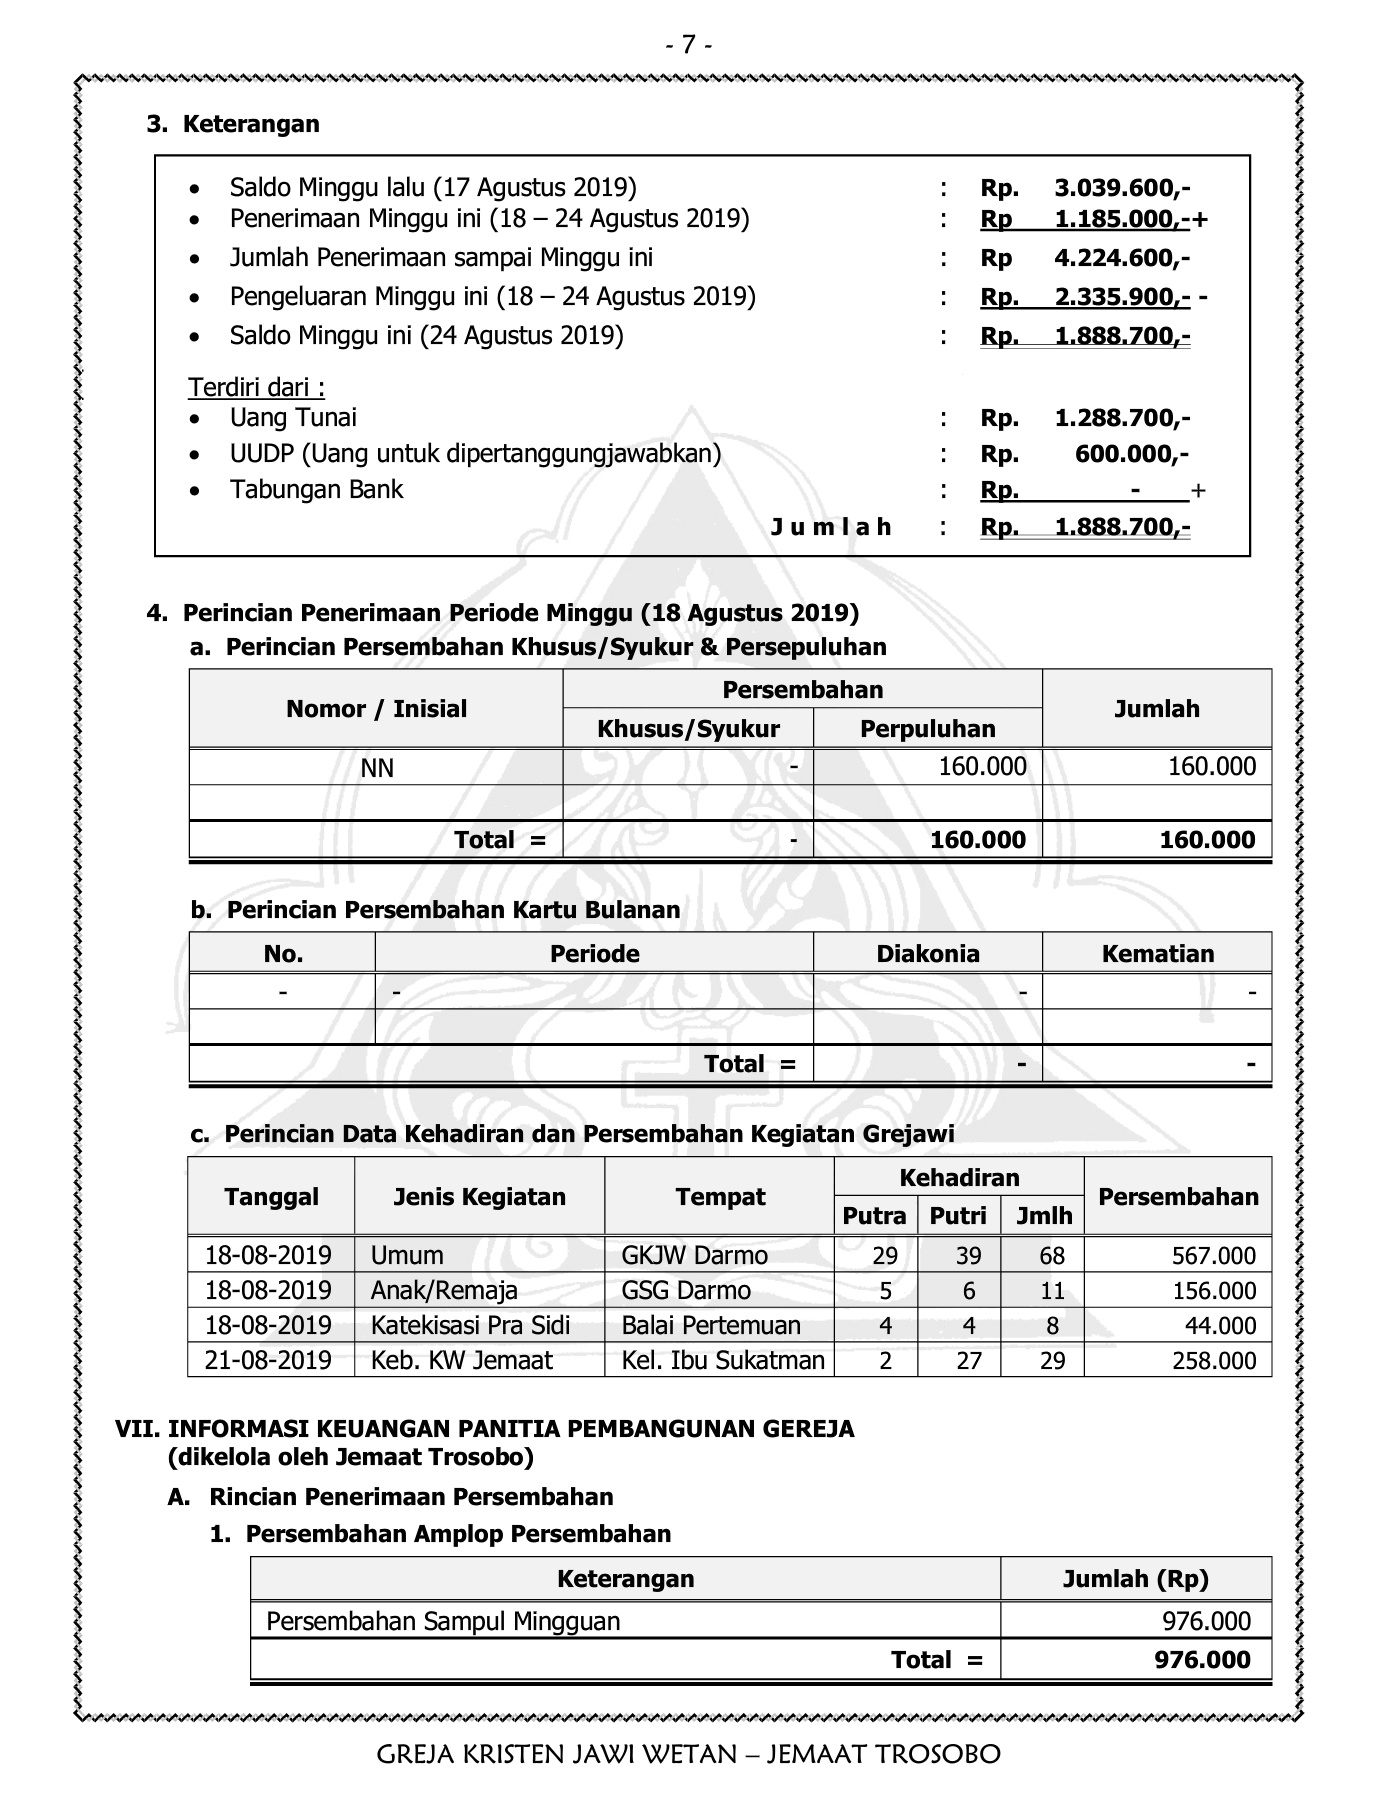 - 7 -
3. Keterangan
• Saldo Minggu lalu (17 Agustus 2019) : Rp. 3.039.600,-
• Penerimaan Minggu ini (18 – 24 Agustus 2019) : Rp 1.185.000,-+
• Jumlah Penerimaan sampai Minggu ini : Rp 4.224.600,-
• Pengeluaran Minggu ini (18 – 24 Agustus 2019) : Rp. 2.335.900,- -
• Saldo Minggu ini (24 Agustus 2019) : Rp. 1.888.700,-
Terdiri dari :
• Uang Tunai : Rp. 1.288.700,-
• UUDP (Uang untuk dipertanggungjawabkan) : Rp. 600.000,-
• Tabungan Bank : Rp. - +
J u m l a h : Rp. 1.888.700,-
4. Perincian Penerimaan Periode Minggu (18 Agustus 2019)
a. Perincian Persembahan Khusus/Syukur & Persepuluhan
Nomor / Inisial Persembahan Jumlah
Khusus/Syukur Perpuluhan
NN - 160.000 160.000
Total = - 160.000 160.000
b. Perincian Persembahan Kartu Bulanan
No. Periode Diakonia Kematian
- - - -
Total = - -
c. Perincian Data Kehadiran dan Persembahan Kegiatan Grejawi
Tanggal Jenis Kegiatan Tempat Kehadiran Persembahan
Putra Putri Jmlh
18-08-2019 Umum GKJW Darmo 29 39 68 567.000
18-08-2019 Anak/Remaja GSG Darmo 5 6 11 156.000
18-08-2019 Katekisasi Pra Sidi Balai Pertemuan 4 4 8 44.000
21-08-2019 Keb. KW Jemaat Kel. Ibu Sukatman 2 27 29 258.000
VII. INFORMASI KEUANGAN PANITIA PEMBANGUNAN GEREJA
(dikelola oleh Jemaat Trosobo)
A. Rincian Penerimaan Persembahan
1. Persembahan Amplop Persembahan
Keterangan Jumlah (Rp)
Persembahan Sampul Mingguan 976.000
Total = 976.000
GREJA KRISTEN JAWI WETAN – JEMAAT TROSOBO